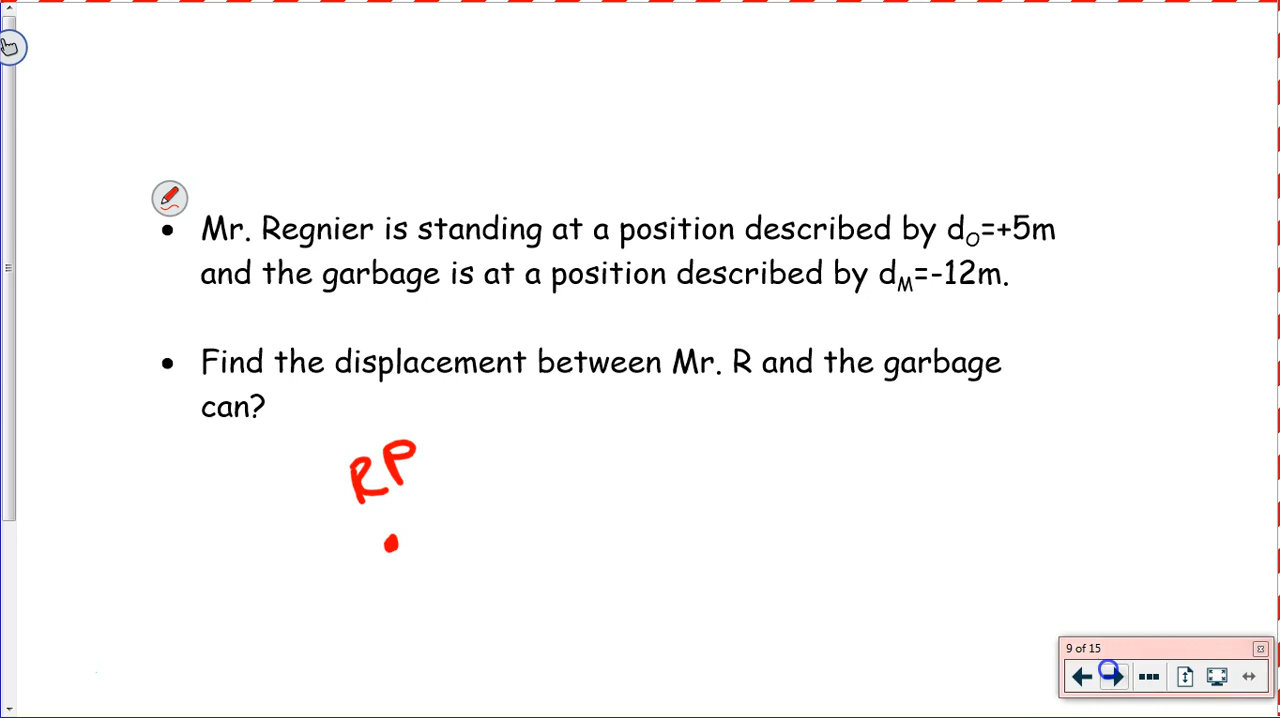 • Mr. Regnier is standing at a position described by dO=+5m
and the garbage is at a position described by dM=-12m.
• Find the displacement between Mr. R and the garbage
can?
RP
9 of 15